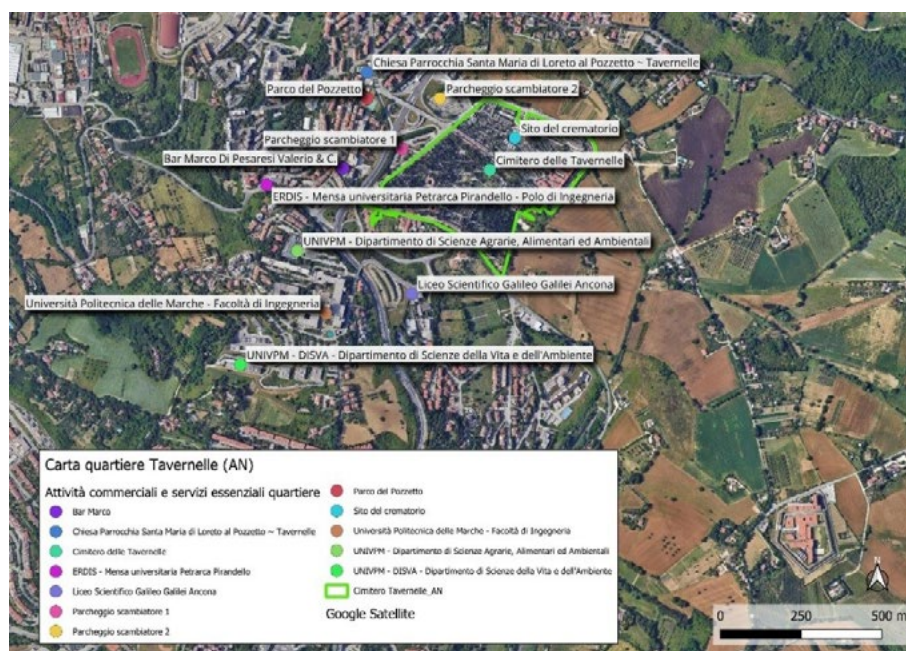 Chiesa Parrocchia Santa Maria di Loreto al Pozzetto ~ Tavernelle
Parco del Pozzetto
Parcheggio scambiatore 2
Sito del crematorio
Parcheggio scambiatore 1
Bar Marco Di Pesaresi Valerio & C.
Cimitero delle Tavernelle
ERDIS - Mensa universitaria Petrarca Pirandello - Polo di Ingegneria
UNIVPM - Dipartimento di Scienze Agrarie, Alimentari ed Ambientali
Liceo Scientifico Galileo Galilei Ancona
Università Politecnica delle Marche - Facoltà di Ingegneria
UNIVPM - DISVA - Dipartimento di Scienze della Vita e dell'Ambiente
Carta quartiere Tavernelle (AN)
Attività commerciali e servizi essenziali quartiere
Bar Marco
Chiesa Parrocchia Santa Maria di Loreto al Pozzetto ~ Tavernelle
Cimitero delle Tavernelle
ERDIS - Mensa universitaria Petrarca Pirandello
Liceo Scientifico Galileo Galilei Ancona
Parcheggio scambiatore 1
Parcheggio scambiatore 2
Parco del Pozzetto
Sito del crematorio
Università Politecnica delle Marche - Facoltà di Ingegneria
UNIVPM - Dipartimento di Scienze Agrarie, Alimentari ed Ambientali
UNIVPM - DISVA - Dipartimento di Scienze della Vita e dell'Ambiente
Cimitero Tavernelle_AN
Google Satellite
N
0 250 500 m